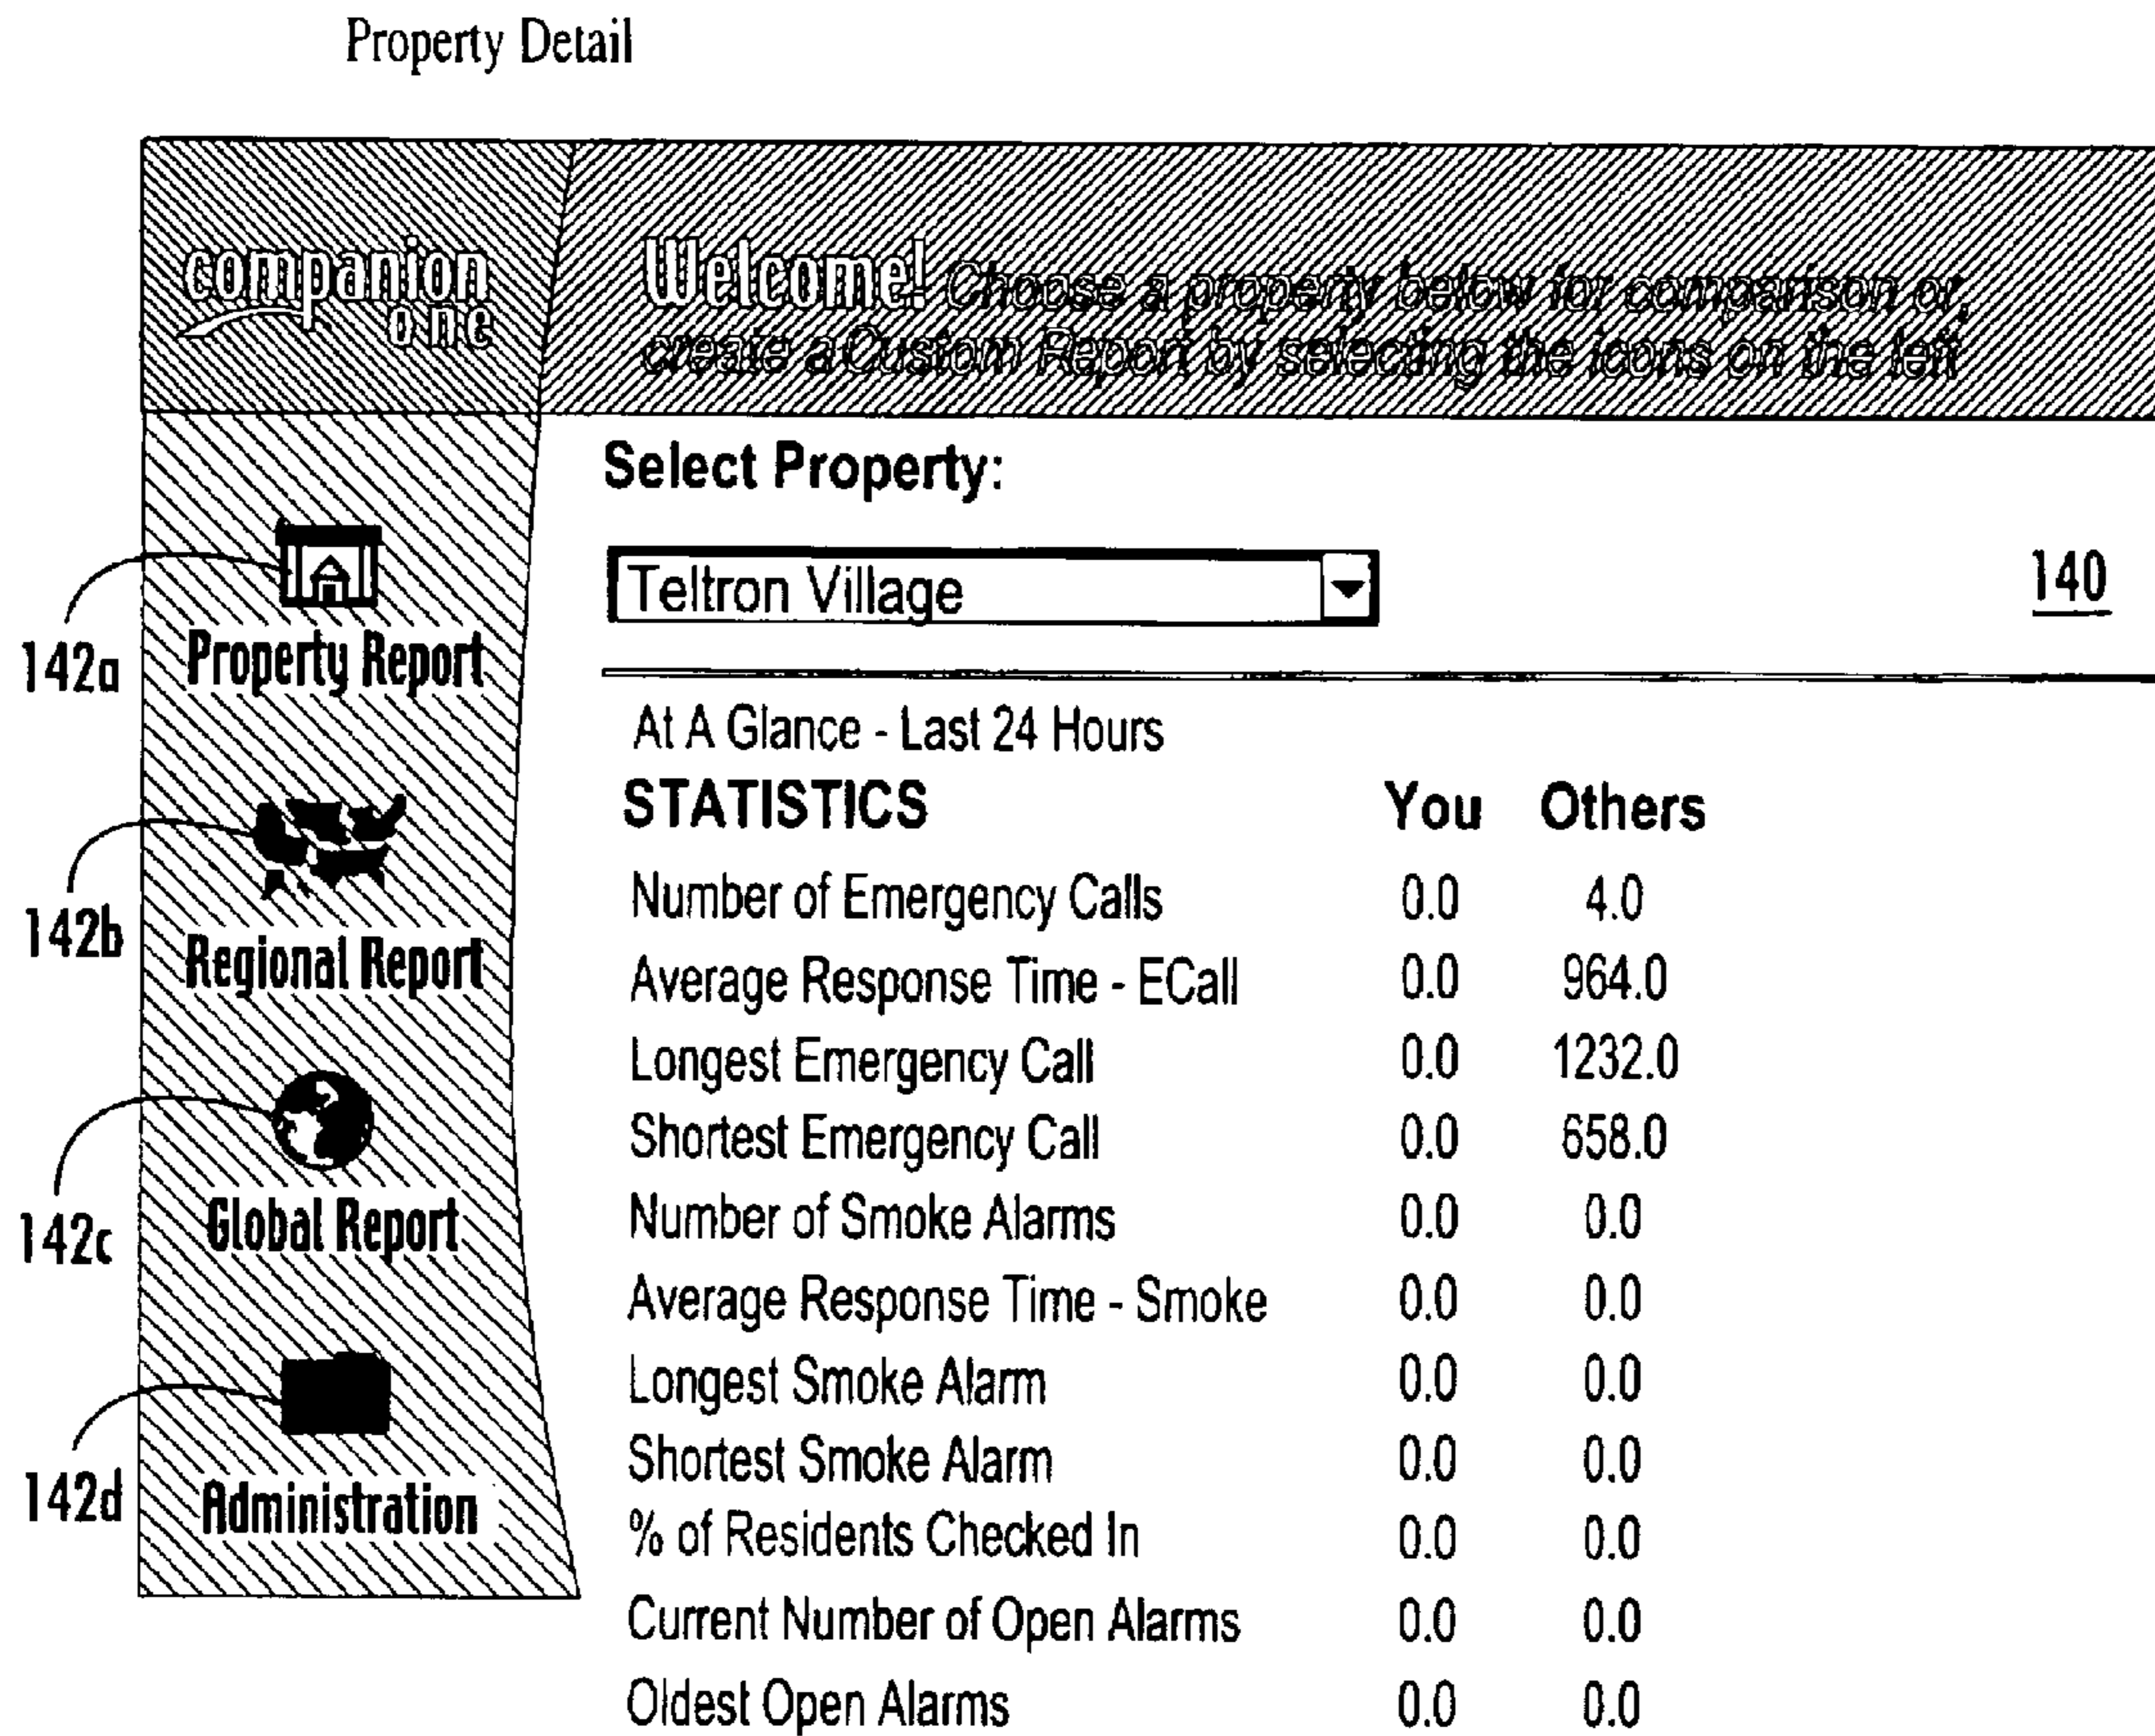 Property Detail
companion
one
Welcome! Choose a property below for comparison or,
create a Custom Report by selecting the icons on the left
Select Property:
Teltron Village
140
142a
Property Report
142b
Regional Report
142c
Global Report
142d
Administration
At A Glance - Last 24 Hours
STATISTICS You Others
Number of Emergency Calls 0.0 4.0
Average Response Time - ECall 0.0 964.0
Longest Emergency Call 0.0 1232.0
Shortest Emergency Call 0.0 658.0
Number of Smoke Alarms 0.0 0.0
Average Response Time - Smoke 0.0 0.0
Longest Smoke Alarm 0.0 0.0
Shortest Smoke Alarm 0.0 0.0
% of Residents Checked In 0.0 0.0
Current Number of Open Alarms 0.0 0.0
Oldest Open Alarms 0.0 0.0